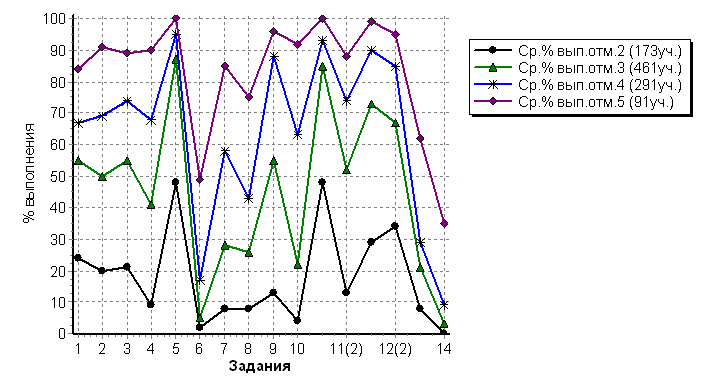 100
90
80
70
60
50
40
30
20
10
0
% выполнения
1 2 3 4 5 6 7 8 9 10 11(2) 12(2) 14
Задания
Ср.% вып.отм.2 (173уч.)
Ср.% вып.отм.3 (461уч.)
Ср.% вып.отм.4 (291уч.)
Ср.% вып.отм.5 (91уч.)